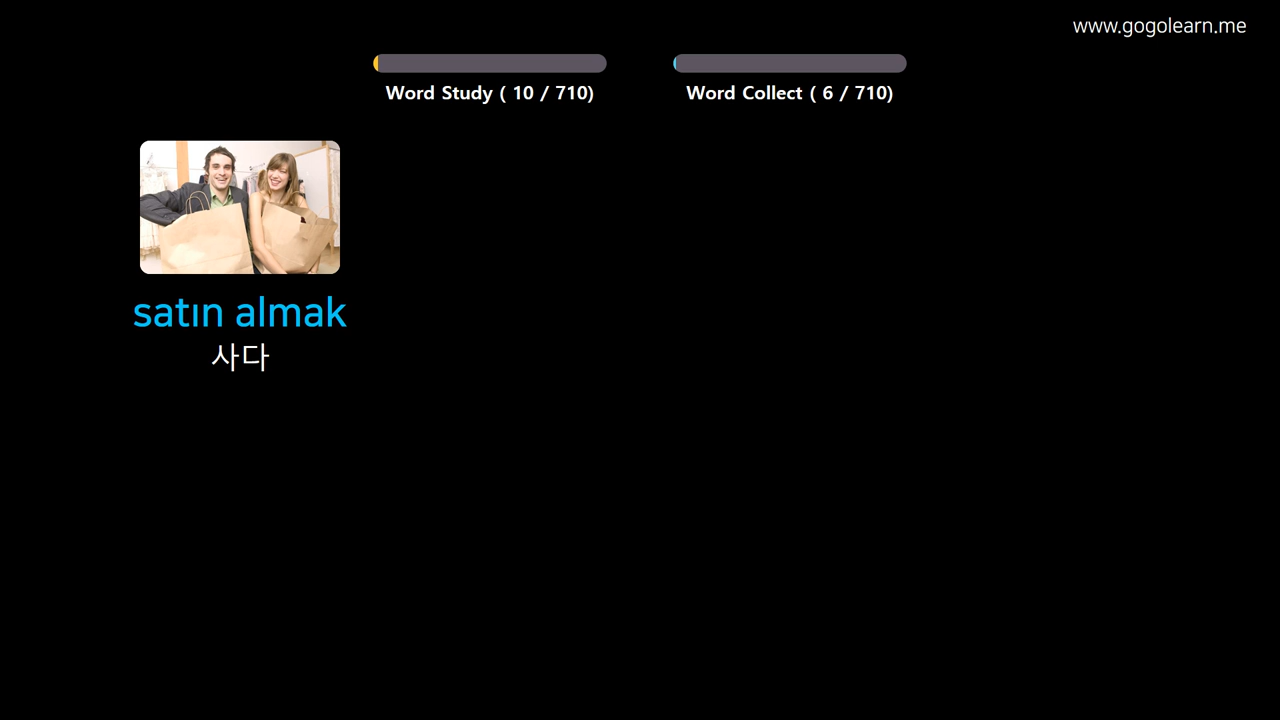 www.gogolearn.me
Word Study ( 10 / 710)
Word Collect ( 6 / 710)
satın almak
사다